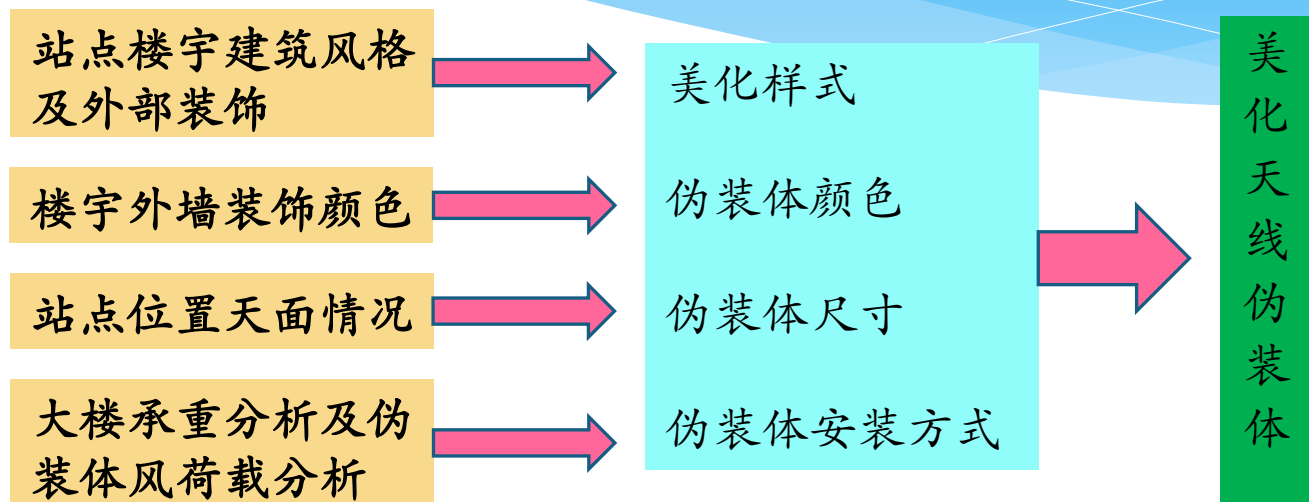 站点楼宇建筑风格
及外部装饰
楼宇外墙装饰颜色
站点位置天面情况
大楼承重分析及伪
装体风荷载分析
美化样式
伪装体颜色
伪装体尺寸
伪装体安装方式
美化天线伪装体